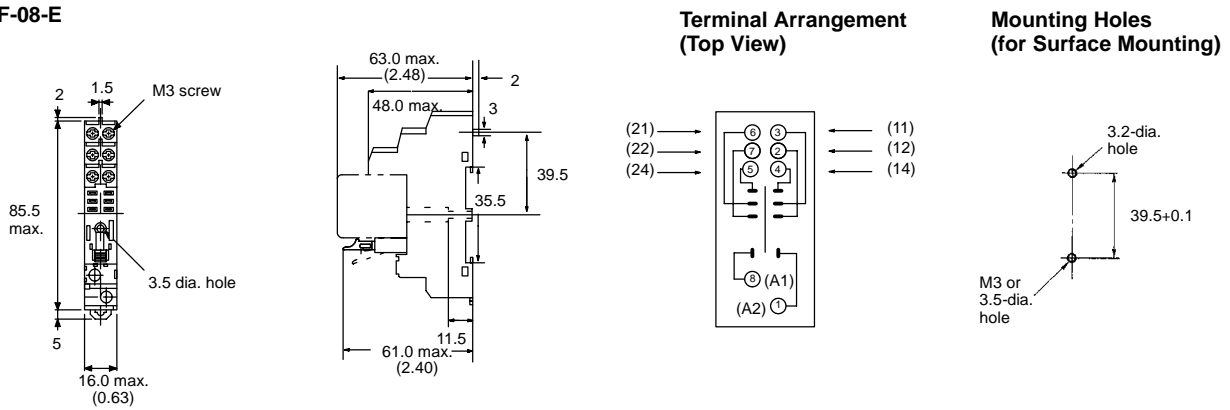 F-08-E
Terminal Arrangement
(Top View)
Mounting Holes
(for Surface Mounting)
2
1.5
M3 screw
85.5
max.
3.5 dia. hole
5
16.0 max.
(0.63)
63.0 max.
(2.48)
2
48.0 max.
3
39.5
35.5
11.5
61.0 max.
(2.40)
(21)
(22)
(24)
6
3
7
2
5
4
(11)
(12)
(14)
8
(A1)
(A2)
1
3.2-dia.
hole
39.5+0.1
M3 or
3.5-dia.
hole